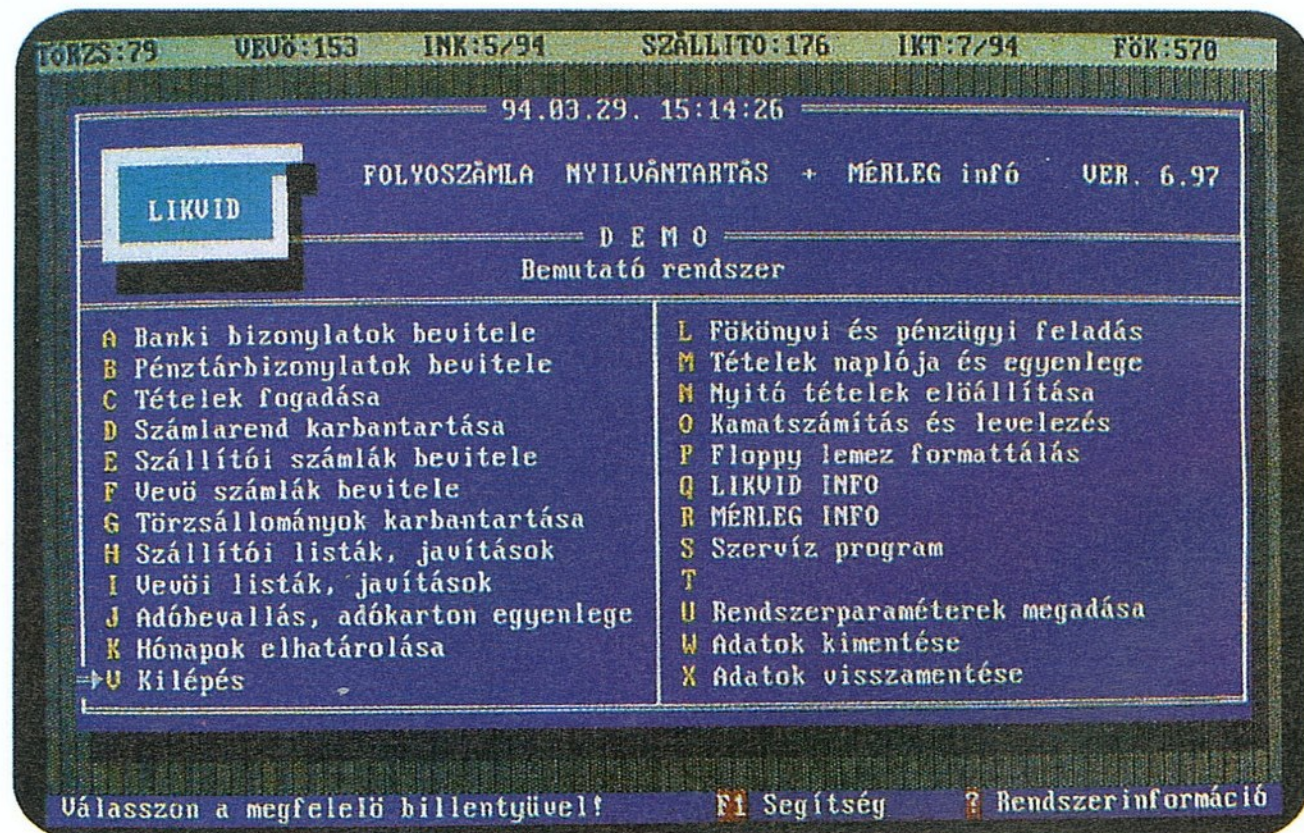 TÖRZS:79 VEVÖ:153 INK:5/94 SZÀLLITO:176 IKT:7/94 FÖK:570
94.03.29. 15:14:26
LIKVID
FOLYOSZÀMLA NYILVÀNTARTÀS + MÉRLEG infó VER. 6.97
D E M O
Bemutató rendszer
A Banki bizonylatok bevitele
B Pénztárbizonylatok bevitele
C Tételek fogadása
D Számlarend karbantartása
E Szállítói számlák bevitele
F Vevö számlák bevitele
G Törzsállományok karbantartása
H Szállítói listák, javítások
I Vevöi listák, javítások
J Adóbevallás, adókarton egyenlege
K Hónapok elhatárolása
V Kilépés
L Fökönyvi és pénzügyi feladás
M Tételek naplója és egyenlege
N Nyitó tételek elöállítása
O Kamatszámítás és levelezés
P Floppy lemez formattálás
Q LIKVID INFO
R MÉRLEG INFO
S Szervíz program
T
U Rendszerparaméterek megadása
W Adatok kimentése
X Adatok visszamentése
Válasszon a megfelelö billentyüvel! F1 Segítség ? Rendszerinformáció